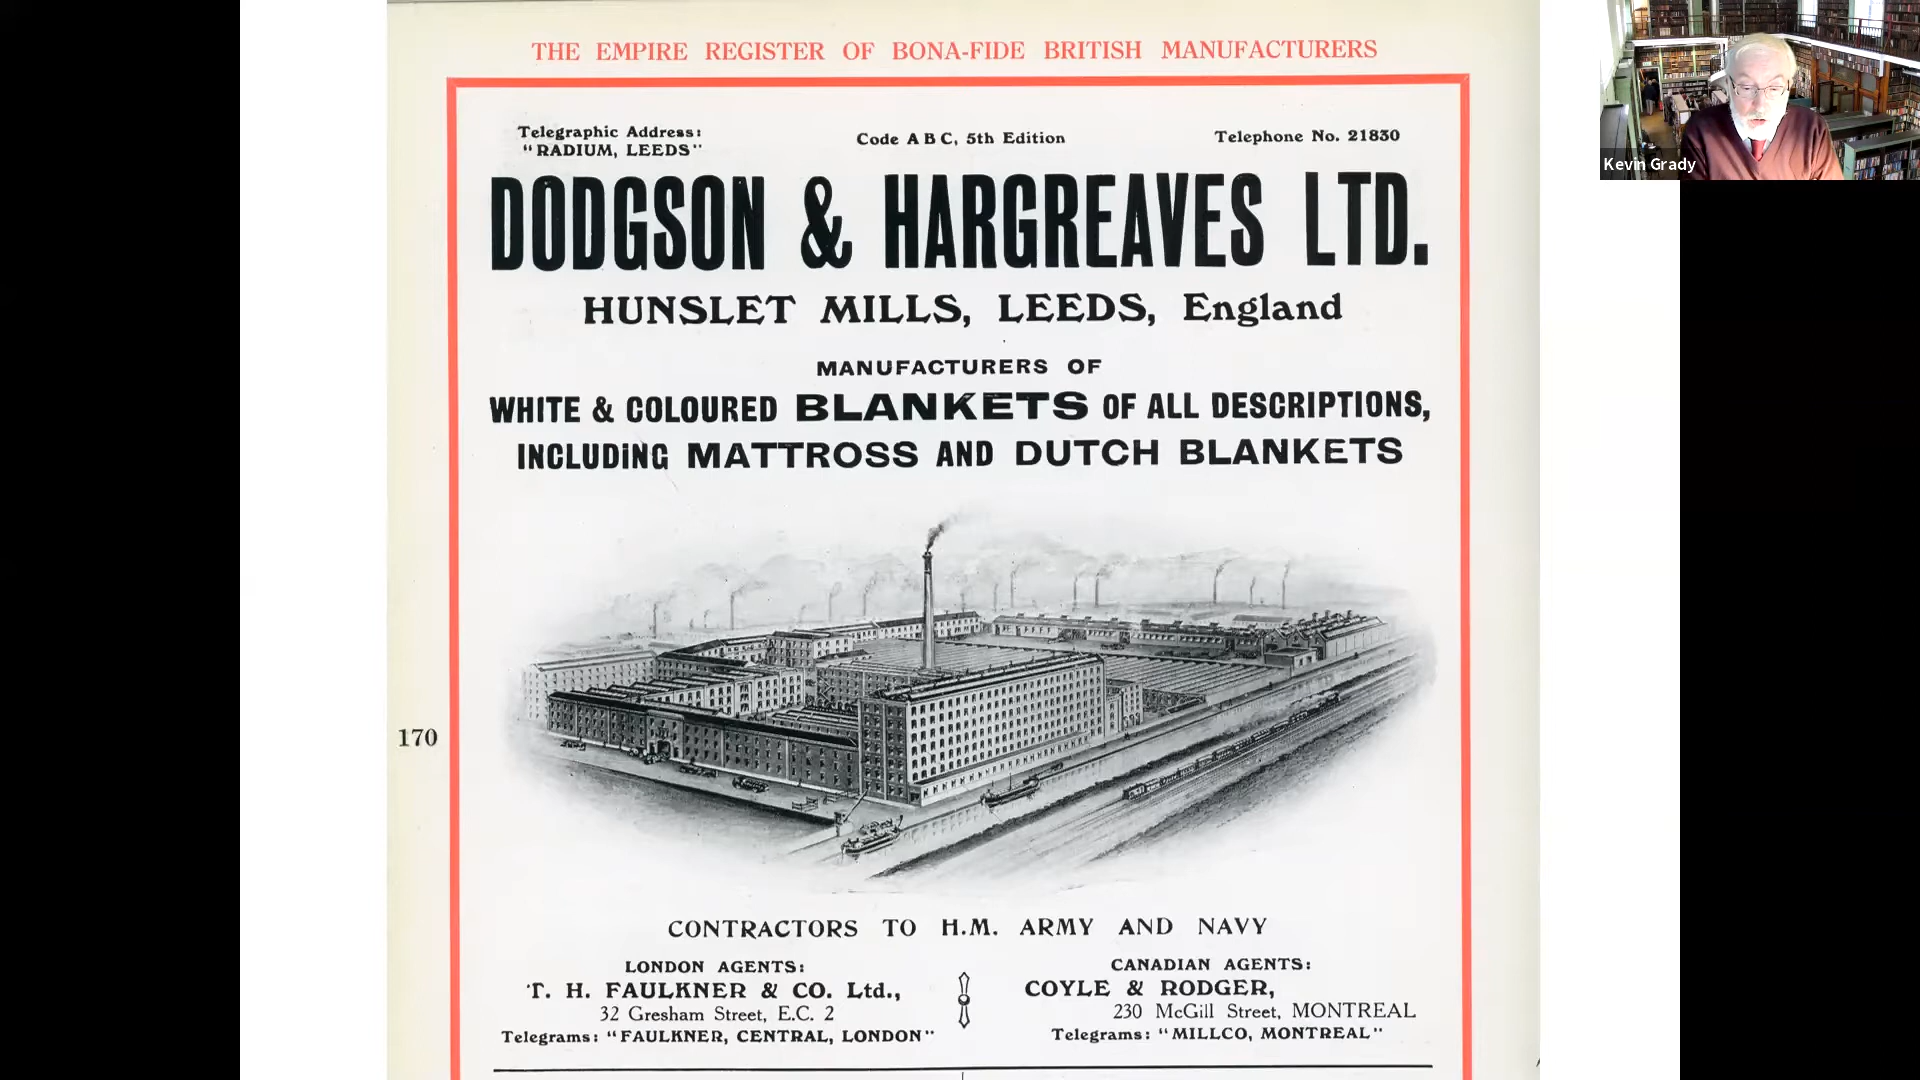 THE EMPIRE REGISTER OF BONA-FIDE BRITISH MANUFACTURERS
Telegraphic Address:
"RADIUM, LEEDS"
Code A B C, 5th Edition
Telephone No. 21830
DODGSON & HARGREAVES LTD.
HUNSLET MILLS, LEEDS, England
MANUFACTURERS OF
WHITE & COLOURED BLANKETS OF ALL DESCRIPTIONS,
INCLUDING MATTROSS AND DUTCH BLANKETS
170
CONTRACTORS TO H.M. ARMY AND NAVY
LONDON AGENTS:
T. H. FAULKNER & CO. Ltd.,
32 Gresham Street, E.C. 2
Telegrams: "FAULKNER, CENTRAL, LONDON"
CANADIAN AGENTS:
COYLE & RODGER,
230 McGill Street, MONTREAL
Telegrams: "MILLCO, MONTREAL"
Kevin Grady